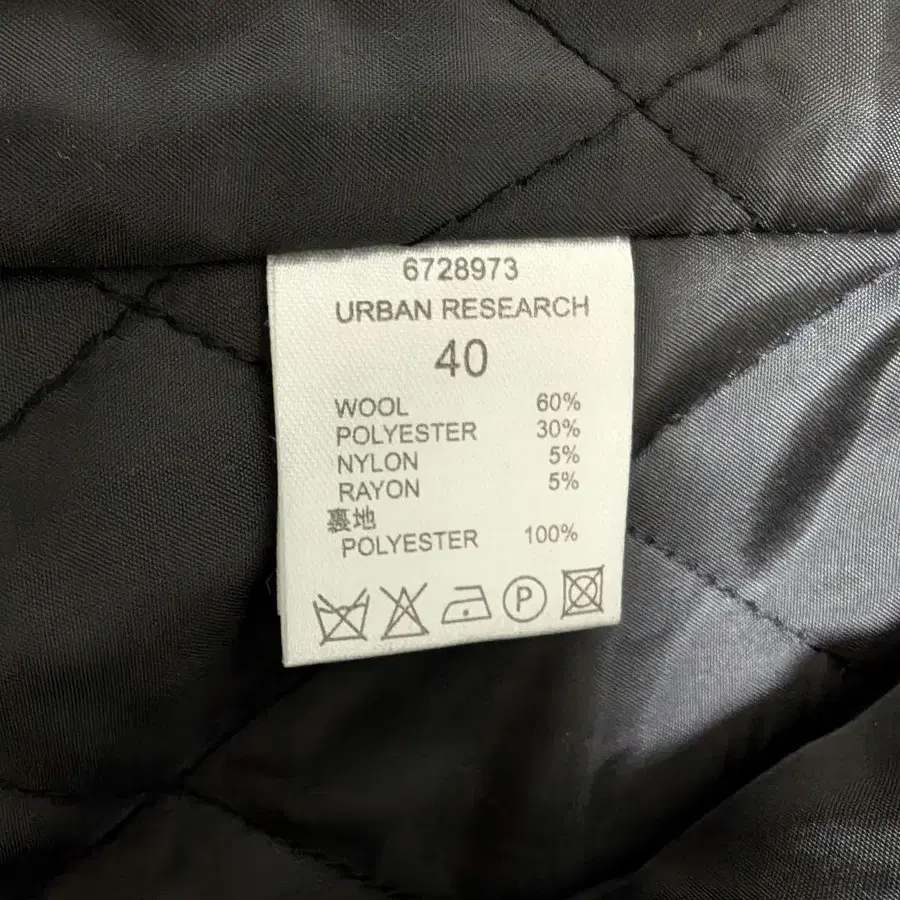 6728973
URBAN RESEARCH
40
WOOL 60%
POLYESTER 30%
NYLON 5%
RAYON 5%
裏地
POLYESTER 100%
P